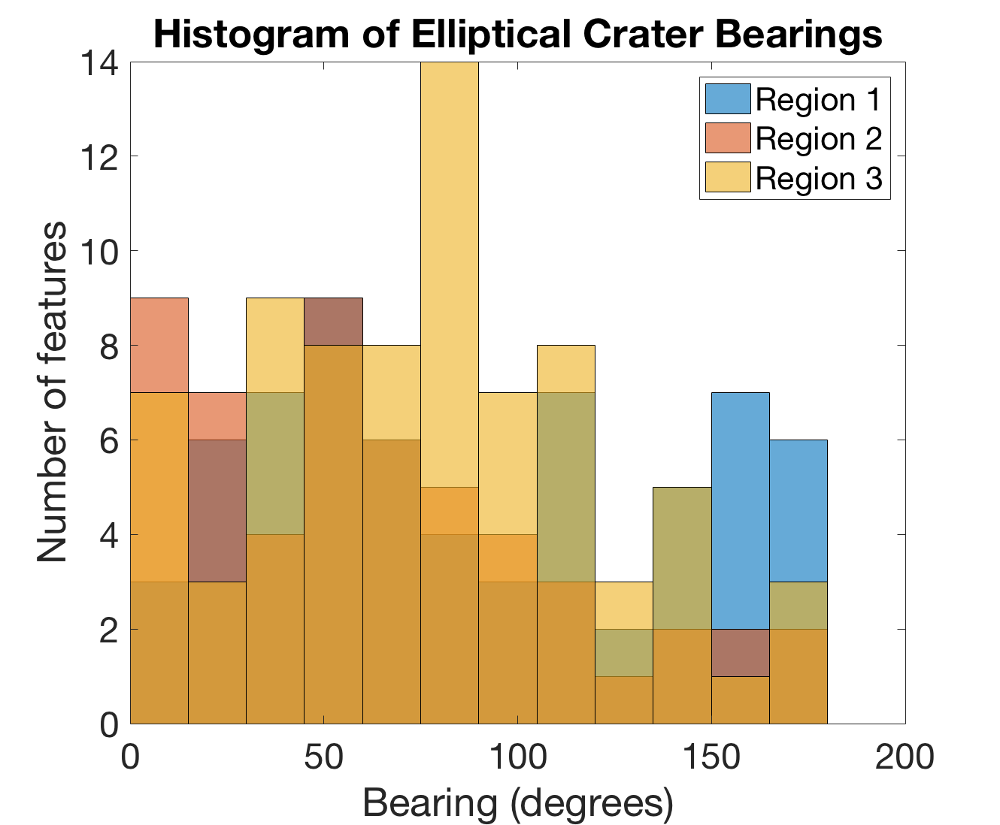 Histogram of Elliptical Crater Bearings
14
12
10
8
6
4
2
0
Number of features
Region 1
Region 2
Region 3
0 50 100 150 200
Bearing (degrees)